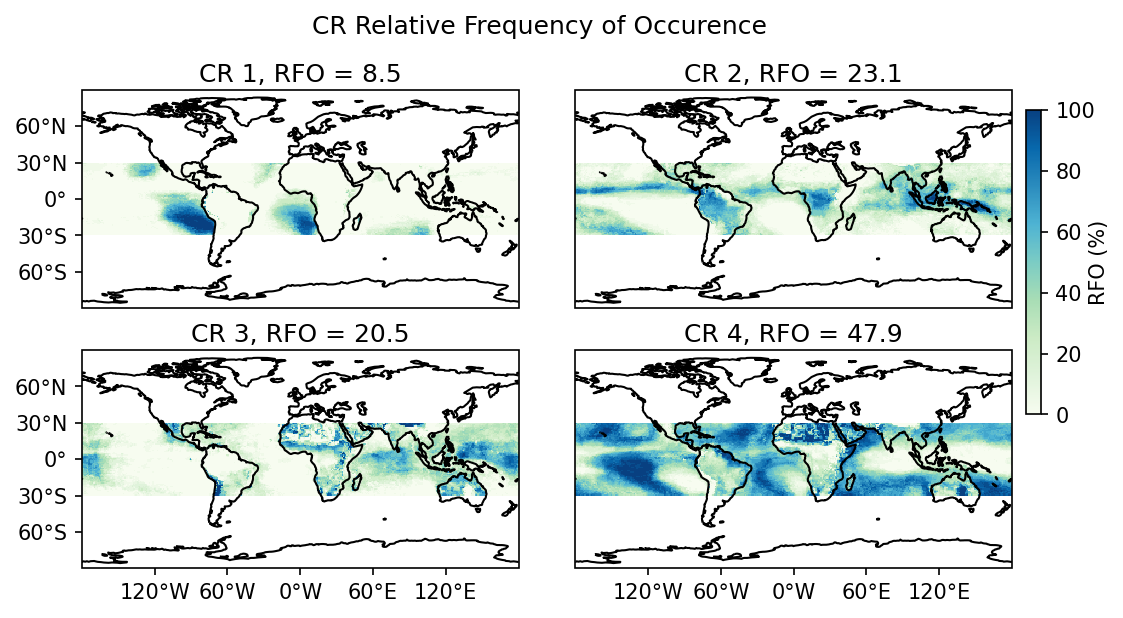 CR Relative Frequency of Occurence
CR 1, RFO = 8.5
CR 2, RFO = 23.1
60°N
30°N
0°
30°S
60°S
100
80
60
40
20
0
RFO (%)
CR 3, RFO = 20.5
CR 4, RFO = 47.9
60°N
30°N
0°
30°S
60°S
120°W 60°W 0°W 60°E 120°E
120°W 60°W 0°W 60°E 120°E